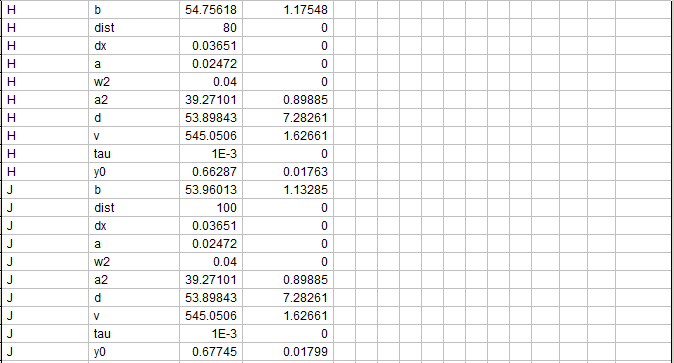 H b 54.75618 1.17548
H dist 80 0
H dx 0.03651 0
H a 0.02472 0
H w2 0.04 0
H a2 39.27101 0.89885
H d 53.89843 7.28261
H v 545.0506 1.62661
H tau 1E-3 0
H y0 0.66287 0.01763
J b 53.96013 1.13285
J dist 100 0
J dx 0.03651 0
J a 0.02472 0
J w2 0.04 0
J a2 39.27101 0.89885
J d 53.89843 7.28261
J v 545.0506 1.62661
J tau 1E-3 0
J y0 0.67745 0.01799